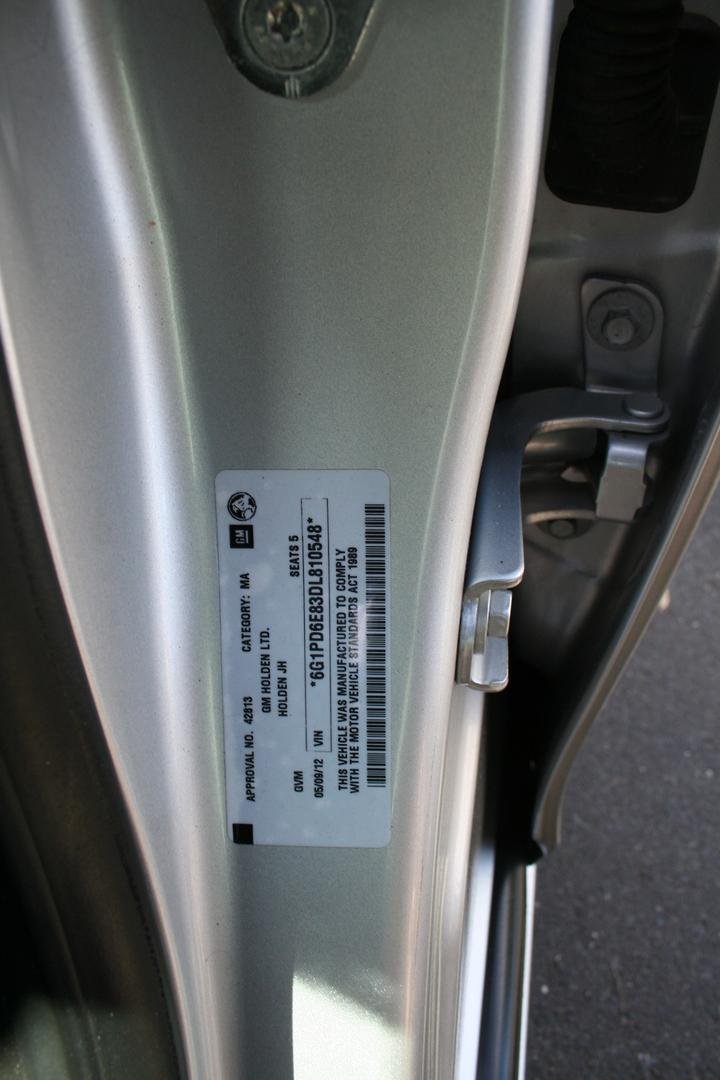 GM
APPROVAL NO. 42813 CATEGORY: MA
GM HOLDEN LTD.
HOLDEN JH
GVM SEATS 5
05/09/12 VIN *6G1PD6E83DL810548*
THIS VEHICLE WAS MANUFACTURED TO COMPLY
WITH THE MOTOR VEHICLE STANDARDS ACT 1989